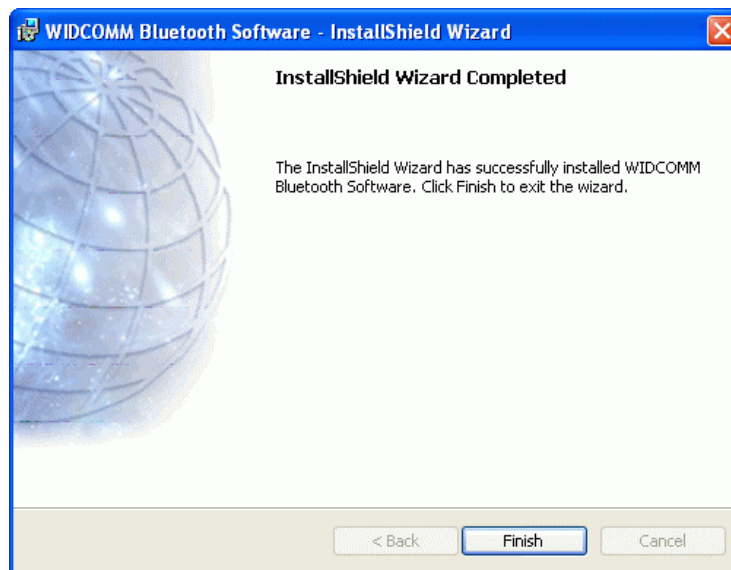 WIDCOMM Bluetooth Software - InstallShield Wizard
InstallShield Wizard Completed
The InstallShield Wizard has successfully installed WIDCOMM
Bluetooth Software. Click Finish to exit the wizard.
< Back Finish Cancel